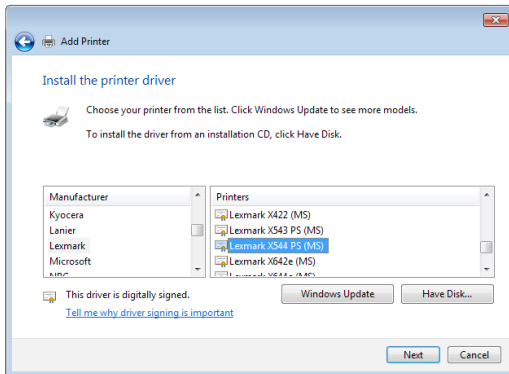 Add Printer
Install the printer driver
Choose your printer from the list. Click Windows Update to see more models.
To install the driver from an installation CD, click Have Disk.
Manufacturer
Kyocera
Lanier
Lexmark
Microsoft
Printers
Lexmark X422 (MS)
Lexmark X543 PS (MS)
Lexmark X544 PS (MS)
Lexmark X642e (MS)
This driver is digitally signed.
Tell me why driver signing is important
Windows Update
Have Disk...
Next
Cancel